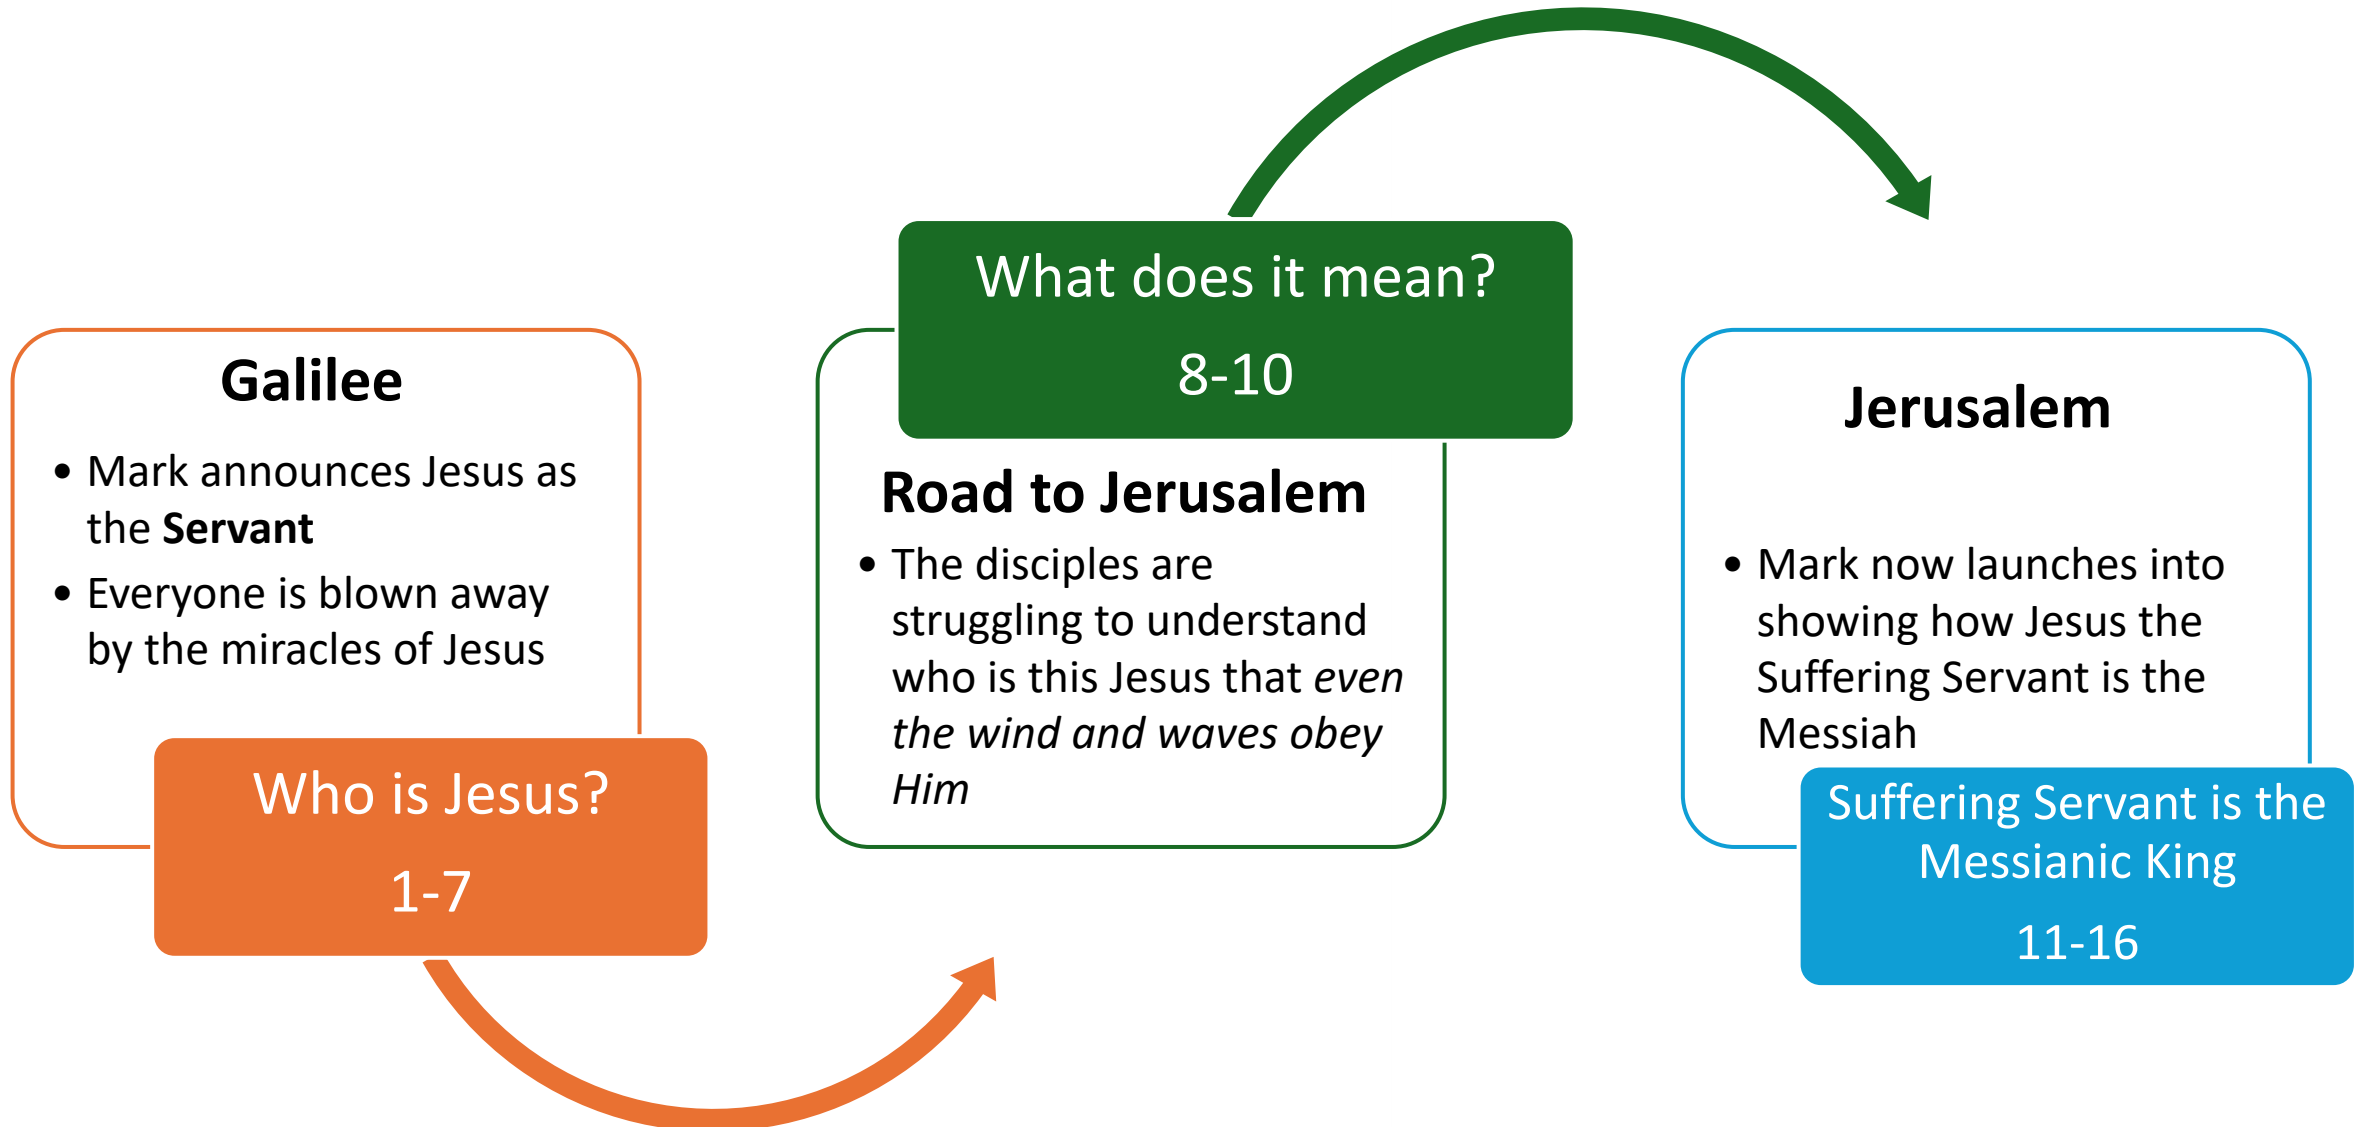 Galilee
• Mark announces Jesus as
the Servant
• Everyone is blown away
by the miracles of Jesus
Who is Jesus?
1-7
What does it mean?
8-10
Road to Jerusalem
• The disciples are
struggling to understand
who is this Jesus that even
the wind and waves obey
Him
Jerusalem
• Mark now launches into
showing how Jesus the
Suffering Servant is the
Messiah
Suffering Servant is the
Messianic King
11-16